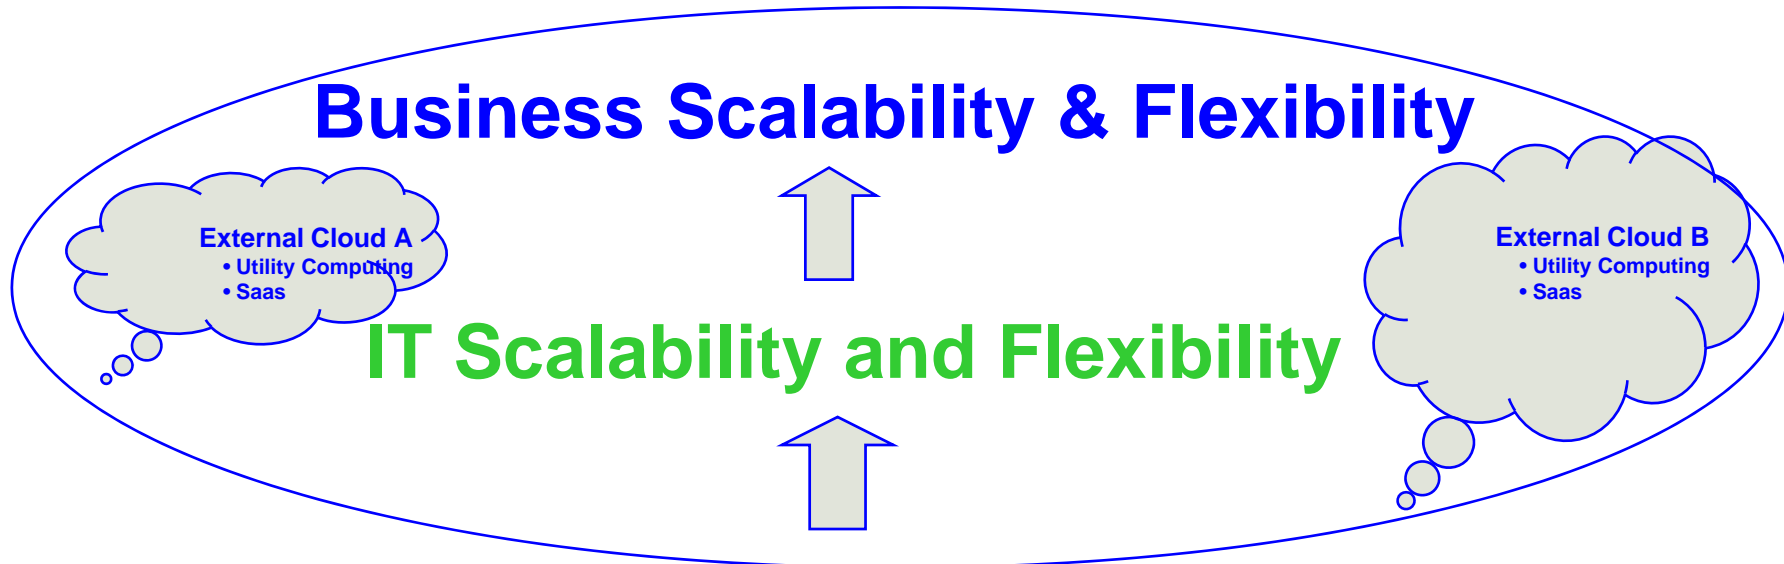 Business Scalability & Flexibility
External Cloud A
• Utility Computing
• Saas
External Cloud B
• Utility Computing
• Saas
IT Scalability and Flexibility